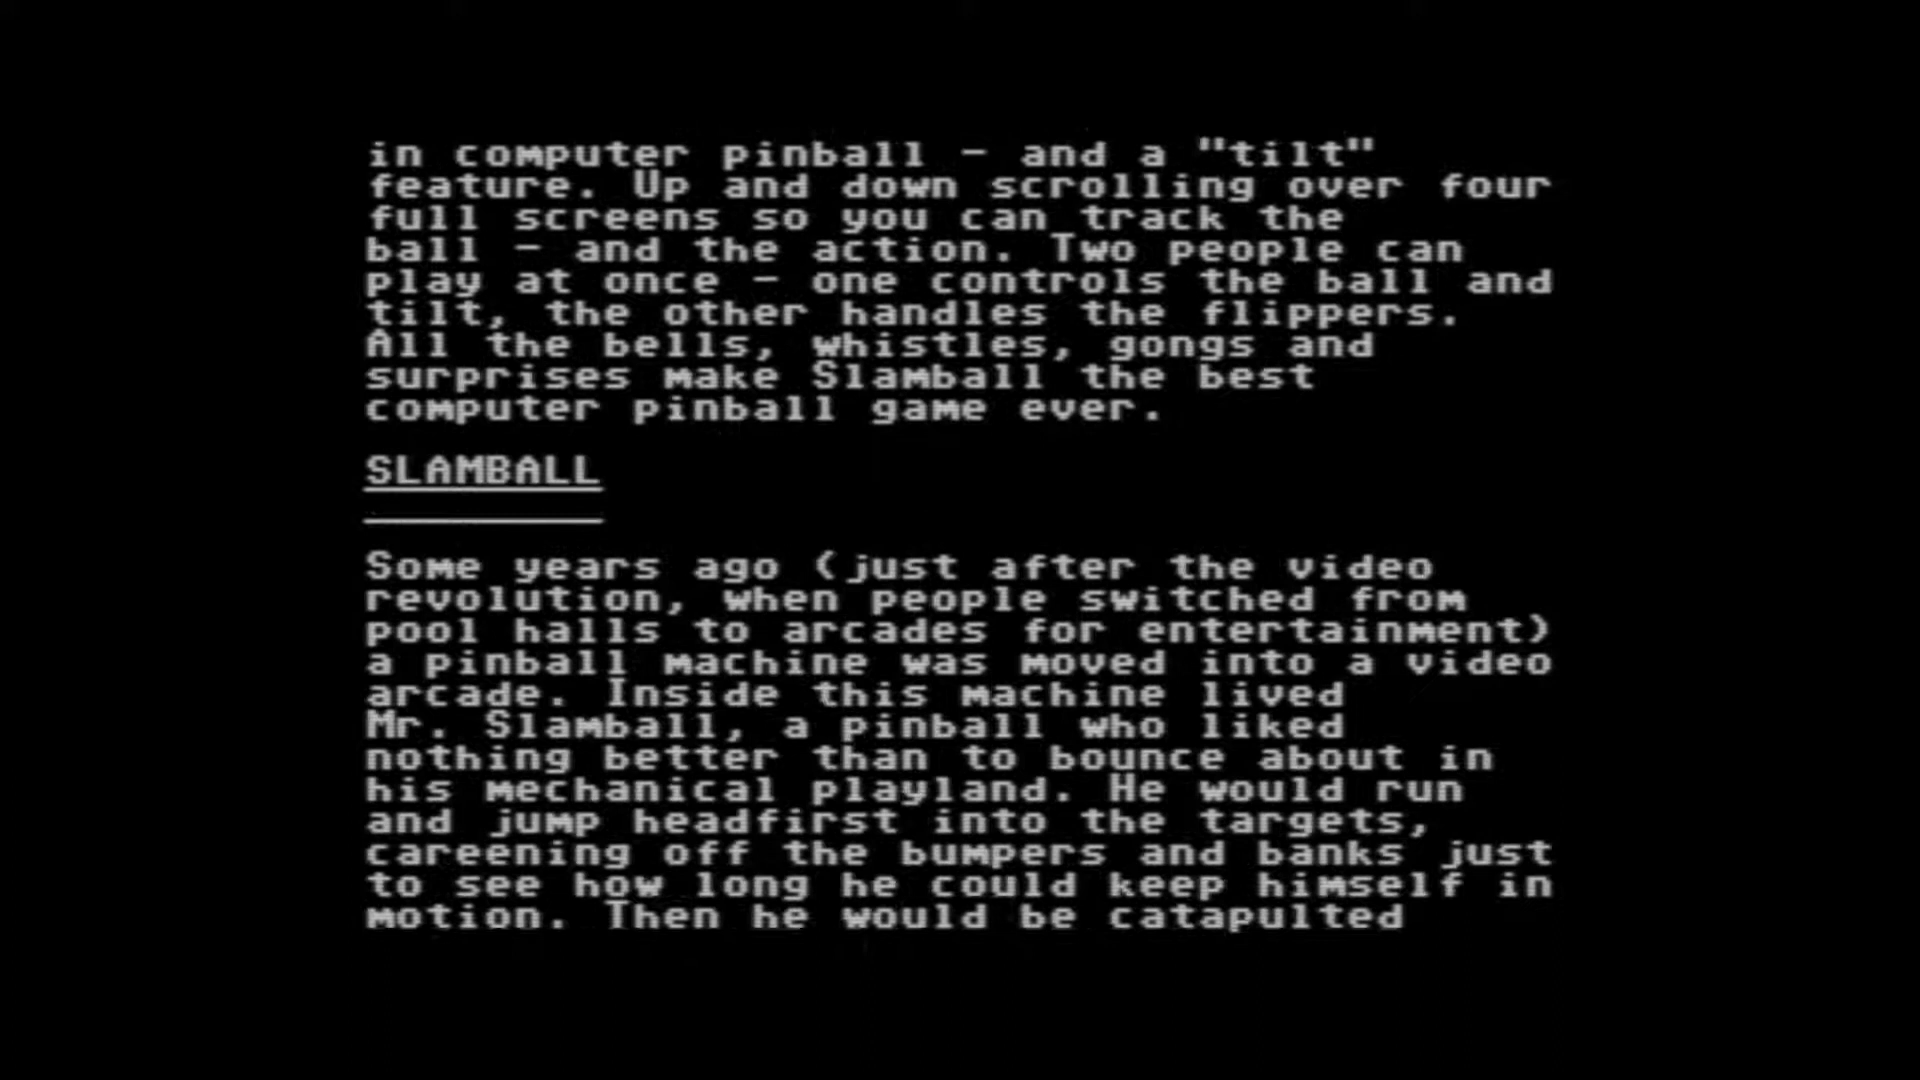 in computer pinball - and a "tilt"
feature. Up and down scrolling over four
full screens so you can track the
ball - and the action. Two people can
play at once - one controls the ball and
tilt, the other handles the flippers.
All the bells, whistles, gongs and
surprises make Slamball the best
computer pinball game ever.
SLAMBALL
Some years ago (just after the video
revolution, when people switched from
pool halls to arcades for entertainment)
a pinball machine was moved into a video
arcade. Inside this machine lived
Mr. Slamball, a pinball who liked
nothing better than to bounce about in
his mechanical playland. He would run
and jump headfirst into the targets,
careening off the bumpers and banks just
to see how long he could keep himself in
motion. Then he would be catapulted